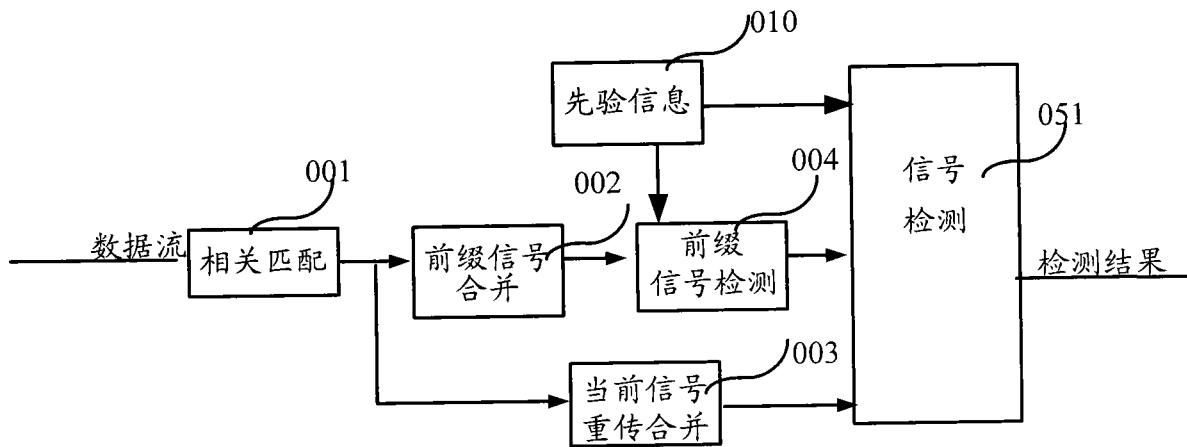 010
先验信息
051
信号
检测
001
002
004
数据流
相关匹配
前缀信号
合并
前缀
信号检测
检测结果
003
当前信号
重传合并